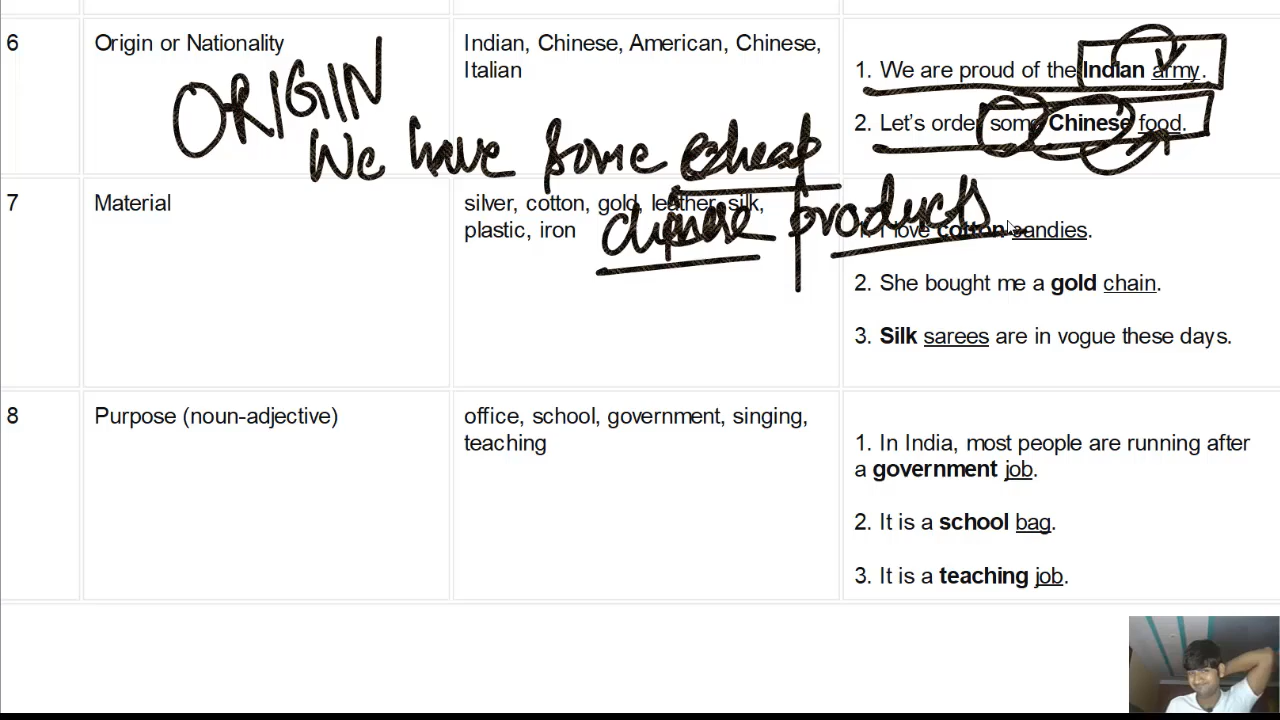 6 Origin or Nationality Indian, Chinese, American, Chinese,
Italian
1. We are proud of the Indian army.
2. Let's order some Chinese food.
ORIGIN
We have some cheap
chinese products
7 Material silver, cotton, gold, leather, silk,
plastic, iron
1. I love cotton candies.
2. She bought me a gold chain.
3. Silk sarees are in vogue these days.
8 Purpose (noun-adjective) office, school, government, singing,
teaching
1. In India, most people are running after
a government job.
2. It is a school bag.
3. It is a teaching job.